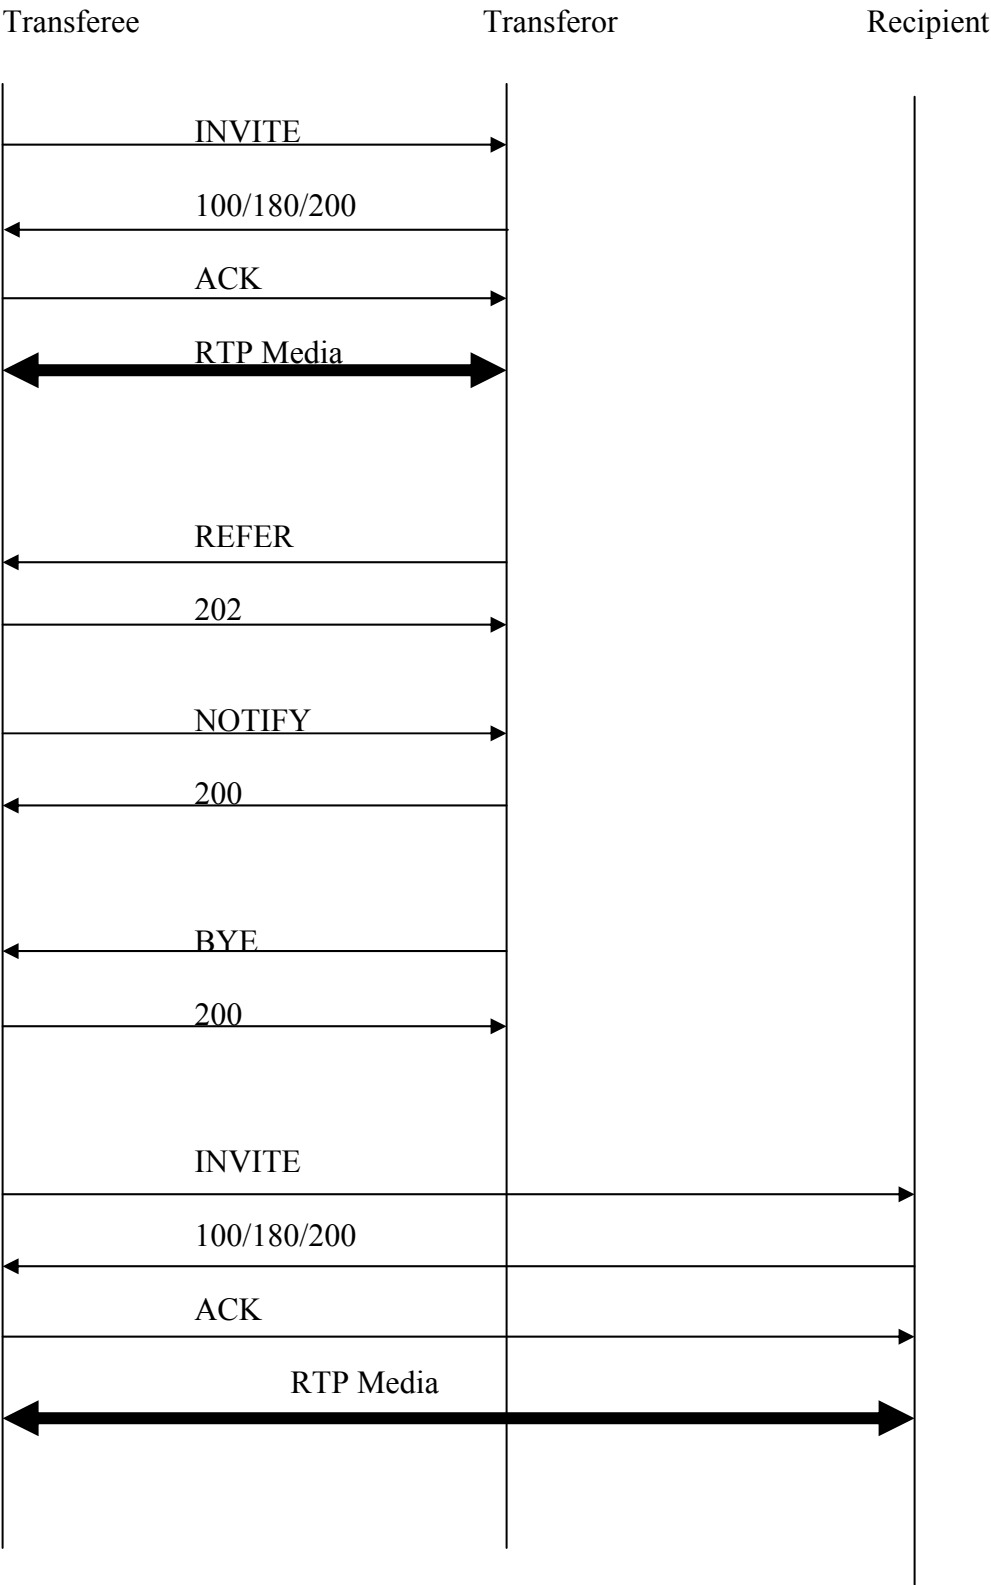 Transferee Transferor Recipient
INVITE
100/180/200
ACK
RTP Media
REFER
202
NOTIFY
200
BYE
200
INVITE
100/180/200
ACK
RTP Media